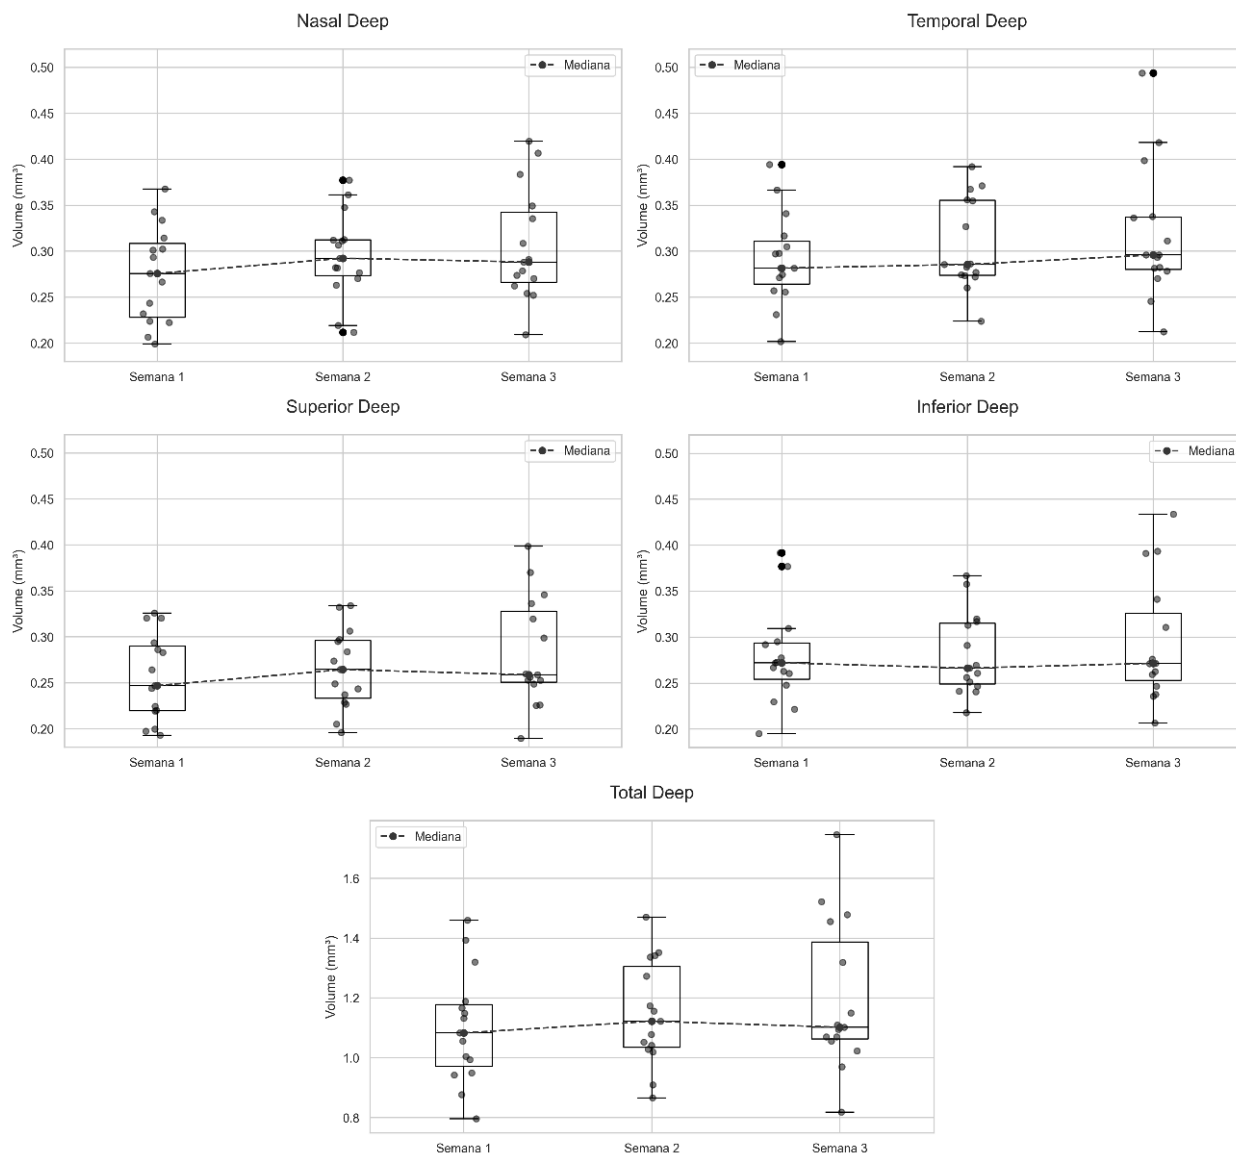 Nasal Deep
Mediana
0.50
0.45
0.40
0.35
0.30
0.25
0.20
Volume (mm³)
Semana 1
Semana 2
Semana 3
Temporal Deep
Mediana
0.50
0.45
0.40
0.35
0.30
0.25
0.20
Volume (mm³)
Semana 1
Semana 2
Semana 3
Superior Deep
Mediana
0.50
0.45
0.40
0.35
0.30
0.25
0.20
Volume (mm³)
Semana 1
Semana 2
Semana 3
Inferior Deep
Mediana
0.50
0.45
0.40
0.35
0.30
0.25
0.20
Volume (mm³)
Semana 1
Semana 2
Semana 3
Total Deep
Mediana
1.6
1.4
1.2
1.0
0.8
Volume (mm³)
Semana 1
Semana 2
Semana 3